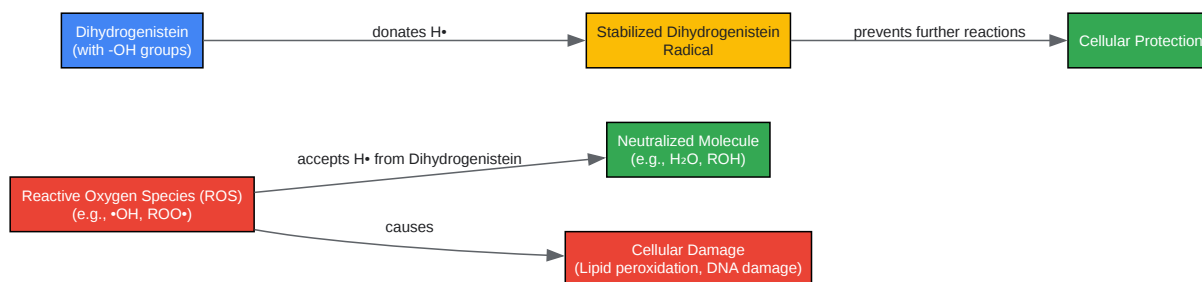 Dihydrogenistein
(with -OH groups)
donates H•
Stabilized Dihydrogenistein
Radical
prevents further reactions
Cellular Protection
Reactive Oxygen Species (ROS)
(e.g., •OH, ROO•)
accepts H• from Dihydrogenistein
Neutralized Molecule
(e.g., H₂O, ROH)
causes
Cellular Damage
(Lipid peroxidation, DNA damage)